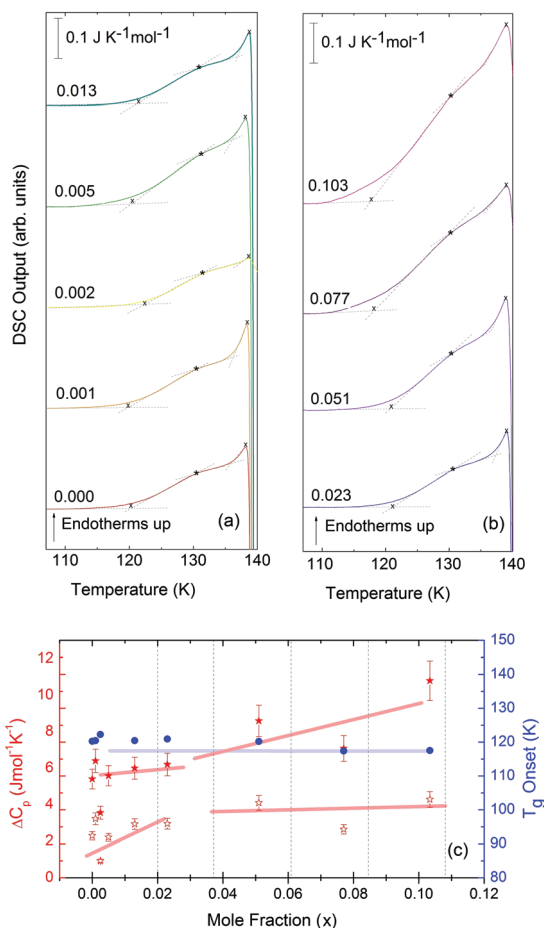 0.1 J K-1mol-1
0.013
0.005
0.002
0.001
0.000
Endotherms up
(a)
DSC Output (arb. units)
110 120 130 140
Temperature (K)
0.1 J K-1mol-1
0.103
0.077
0.051
0.023
Endotherms up
(b)
110 120 130 140
Temperature (K)
12
10
8
6
4
2
0
ΔCp (Jmol-1K-1)
150
140
130
120
110
100
90
80
Tg Onset (K)
(c)
0.00 0.02 0.04 0.06 0.08 0.10 0.12
Mole Fraction (x)